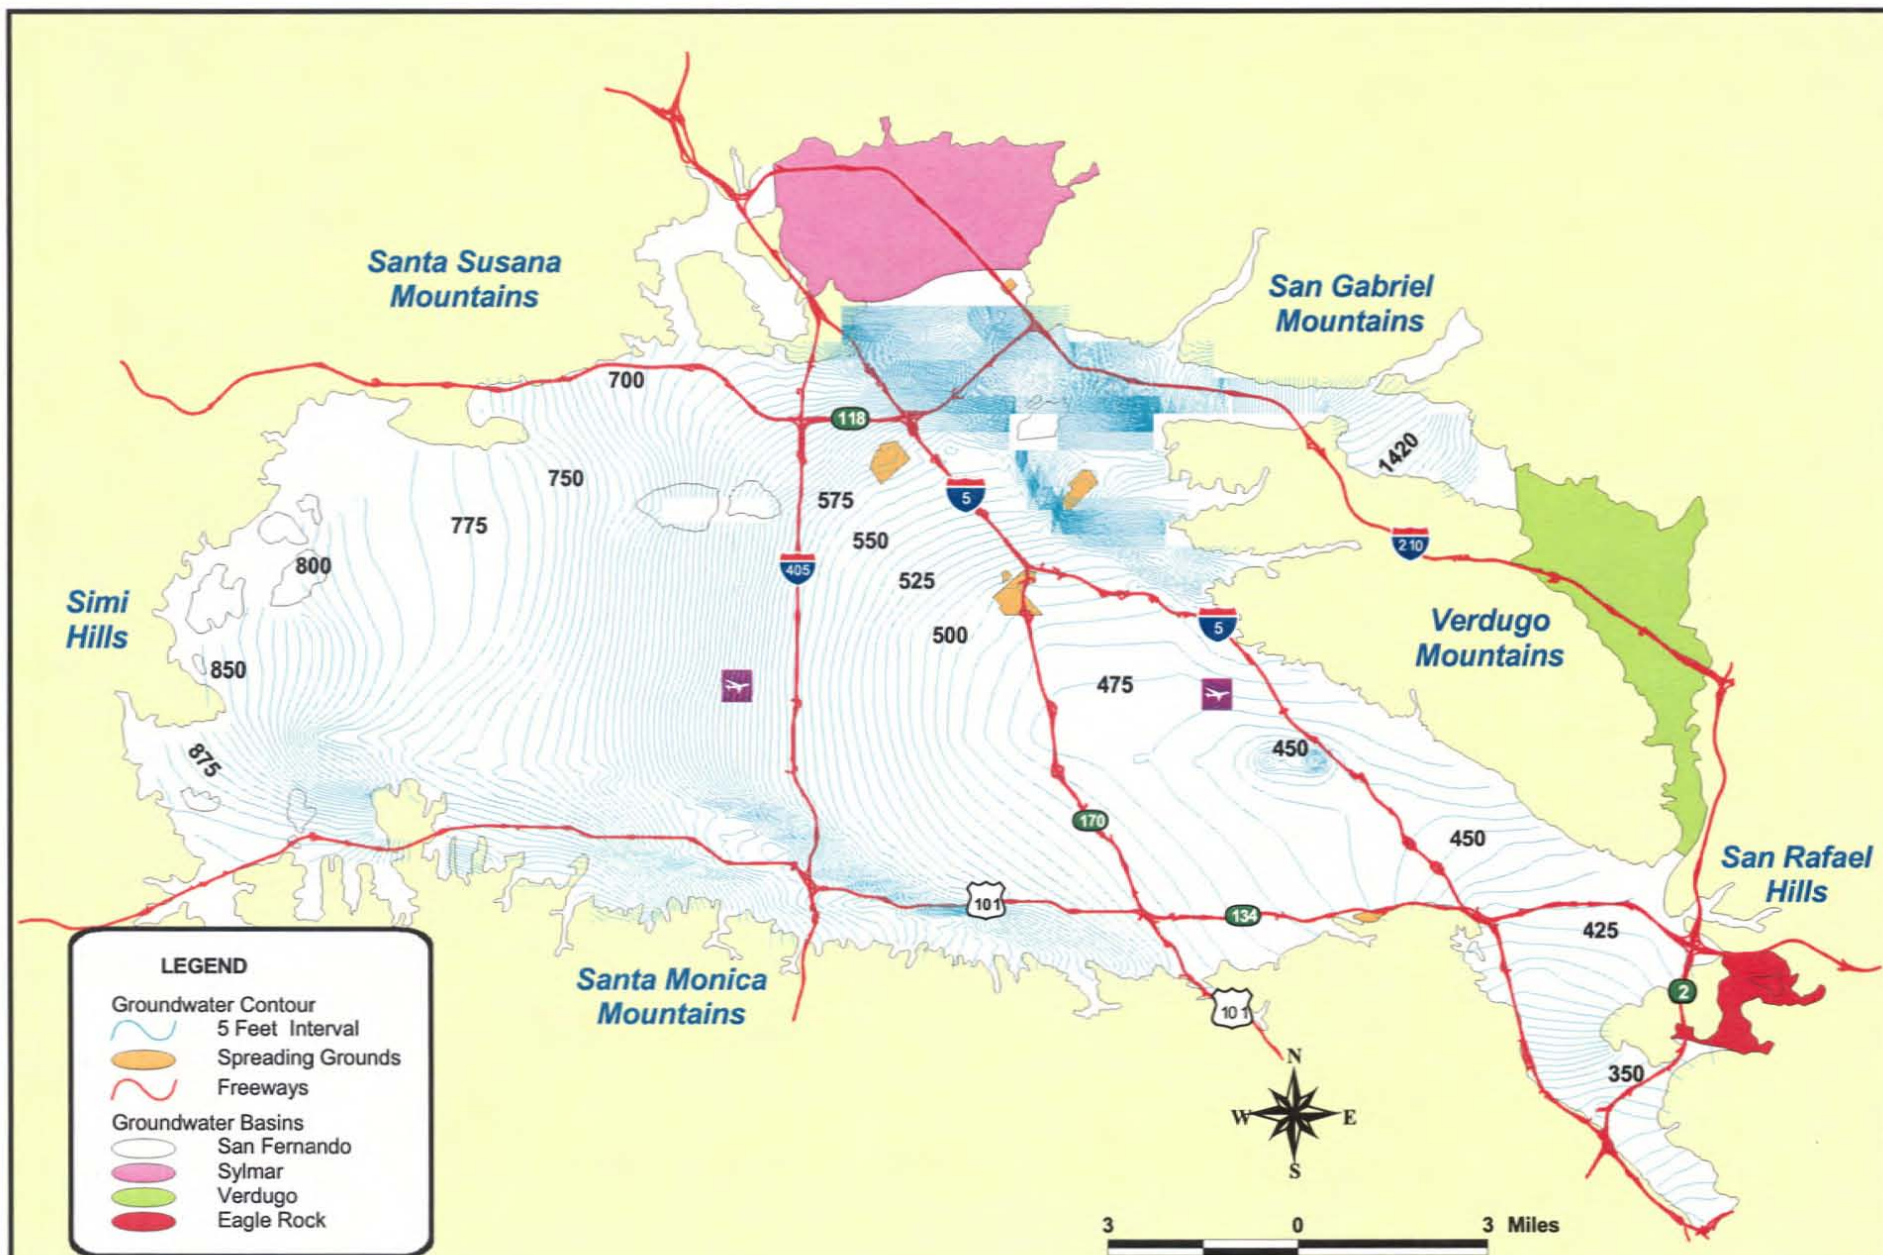 Santa Susana
Mountains
San Gabriel
Mountains
700
118
1420
750
575
5
775
550
210
405
525
800
Simi
Hills
5
Verdugo
Mountains
500
850
475
450
875
170
450
San Rafael
Hills
101
134
425
Santa Monica
Mountains
2
101
350
N
W E
S
LEGEND
Groundwater Contour
5 Feet Interval
Spreading Grounds
Freeways
Groundwater Basins
San Fernando
Sylmar
Verdugo
Eagle Rock
3 0 3 Miles